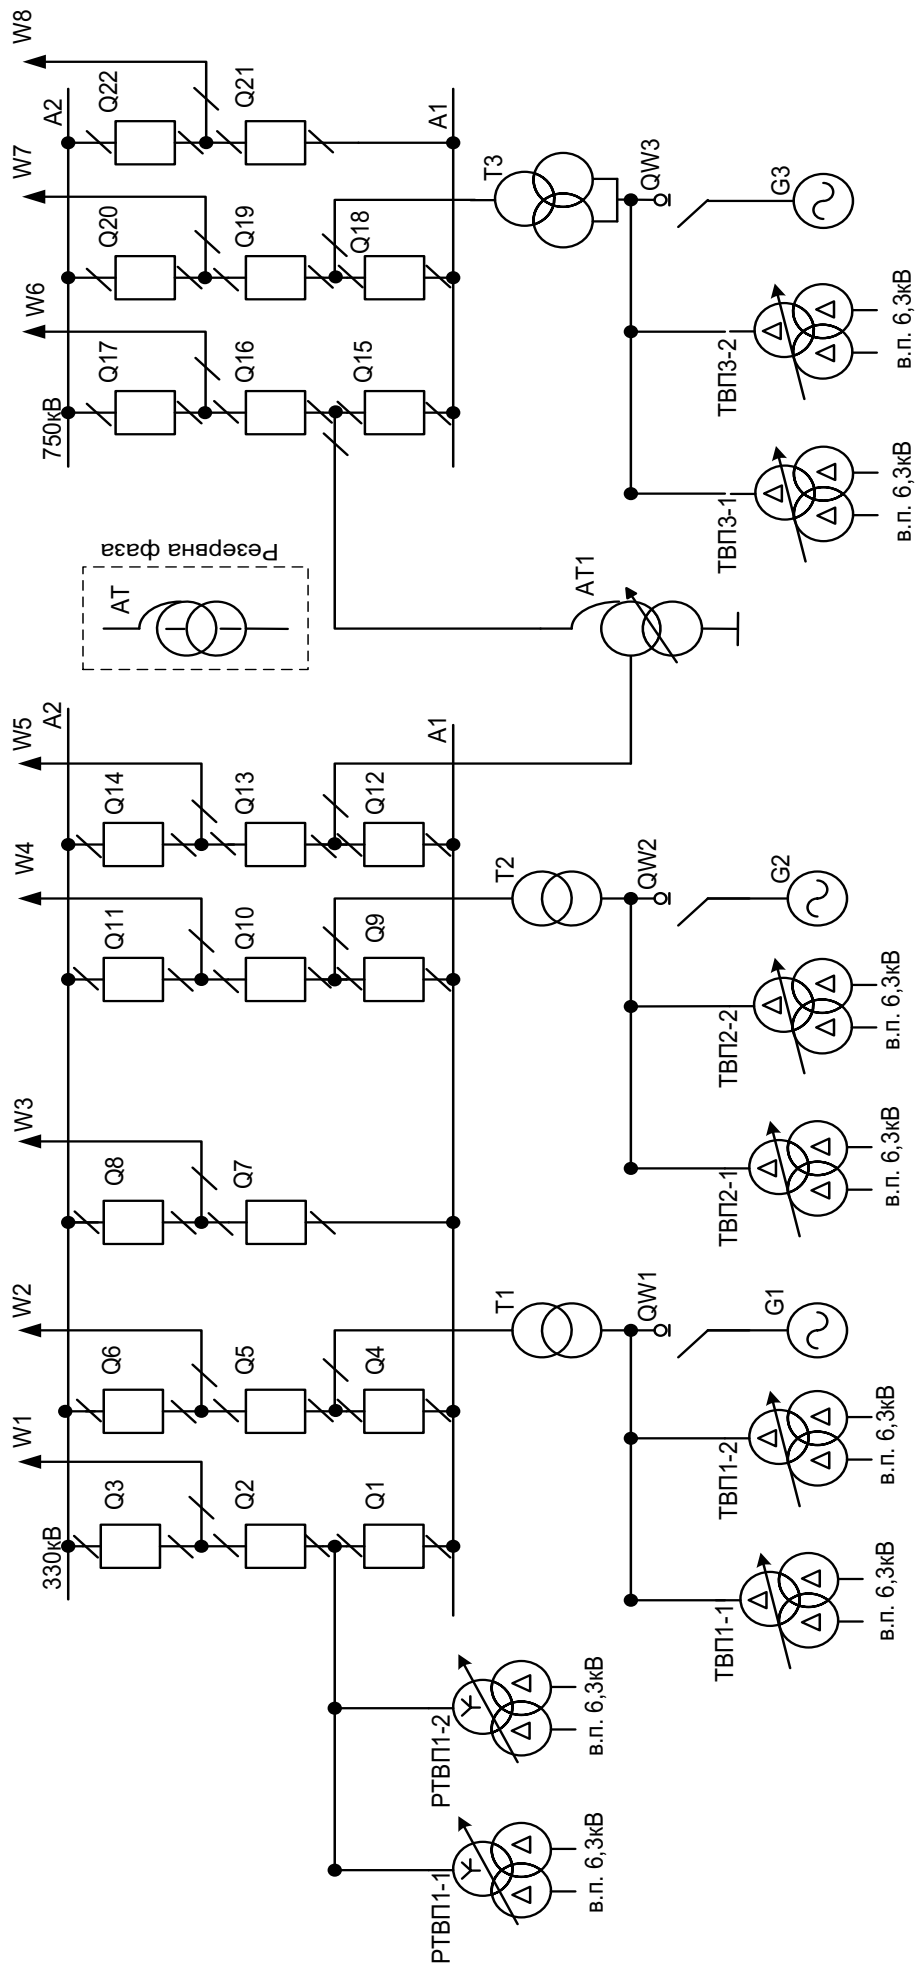 W1
W2
W3
W4
W5
W6
W7
W8
330кВ
A2
750кВ
A2
Q3
Q6
Q8
Q11
Q14
Q17
Q20
Q22
Q2
Q5
Q7
Q10
Q13
Q16
Q19
Q21
Q1
Q4
Q9
Q12
Q15
Q18
A1
A1
AT
Резервна фаза
РТВП1-1
РТВП1-2
T1
T2
AT1
T3
в.п. 6,3кВ
в.п. 6,3кВ
QW1
QW2
QW3
ТВП1-1
ТВП1-2
ТВП2-1
ТВП2-2
ТВП3-1
ТВП3-2
G1
G2
G3
в.п. 6,3кВ
в.п. 6,3кВ
в.п. 6,3кВ
в.п. 6,3кВ
в.п. 6,3кВ
в.п. 6,3кВ